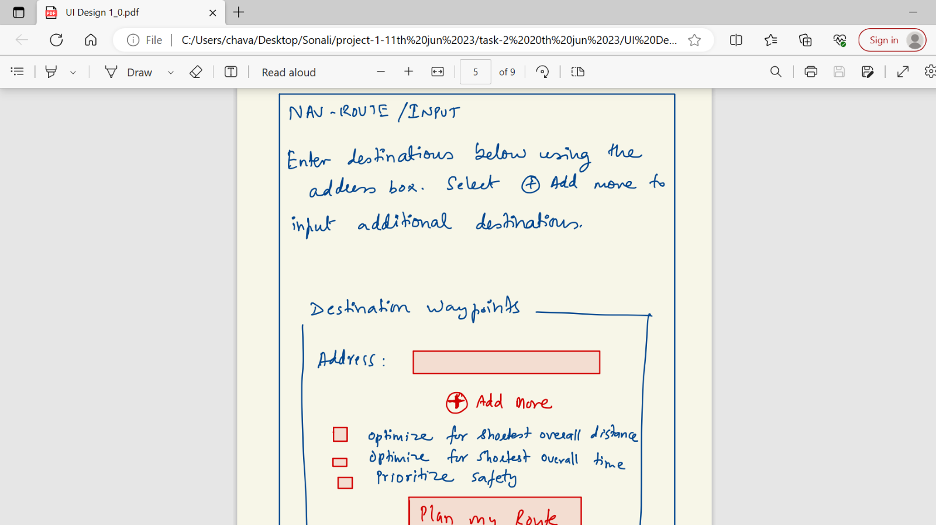 UI Design 1_0.pdf
File
C:/Users/chava/Desktop/Sonali/project-1-11th%20jun%2023/task-2%2020th%20jun%2023/UI%20De...
Sign in
Draw
Read aloud
5
of 9
NAV-ROUTE/INPUT
Enter destinations below using the
address box. Select + Add more to
input additional destinations.
Destination Waypoints
Address:
+ Add More
optimize for shortest overall distance
optimize for shortest overall time
Prioritize safety
Plan my Route